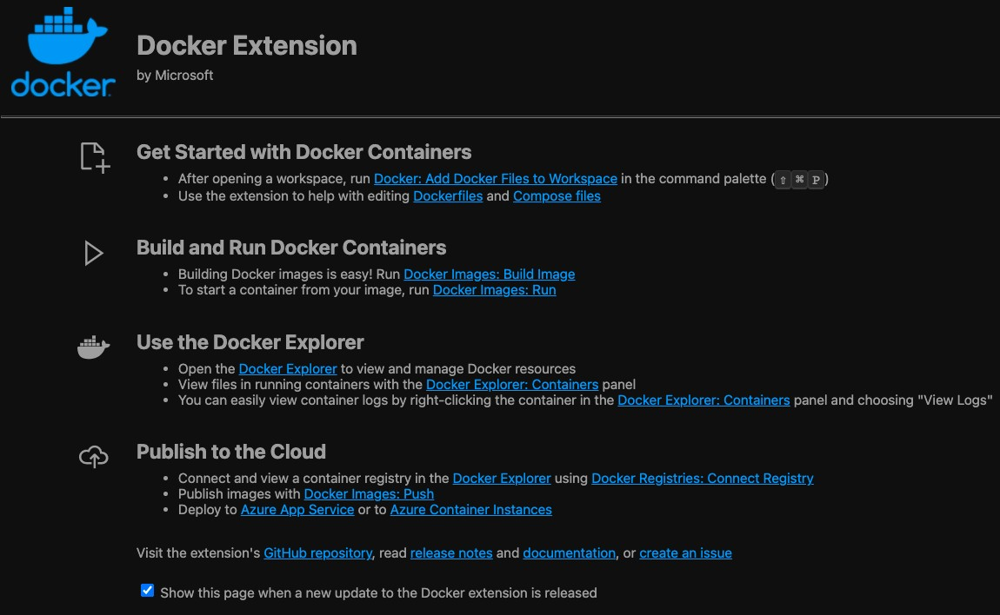 docker
Docker Extension
by Microsoft
Get Started with Docker Containers
• After opening a workspace, run Docker: Add Docker Files to Workspace in the command palette (⇧ ⌘ P)
• Use the extension to help with editing Dockerfiles and Compose files
Build and Run Docker Containers
• Building Docker images is easy! Run Docker Images: Build Image
• To start a container from your image, run Docker Images: Run
Use the Docker Explorer
• Open the Docker Explorer to view and manage Docker resources
• View files in running containers with the Docker Explorer: Containers panel
• You can easily view container logs by right-clicking the container in the Docker Explorer: Containers panel and choosing "View Logs"
Publish to the Cloud
• Connect and view a container registry in the Docker Explorer using Docker Registries: Connect Registry
• Publish images with Docker Images: Push
• Deploy to Azure App Service or to Azure Container Instances
Visit the extension's GitHub repository, read release notes and documentation, or create an issue
Show this page when a new update to the Docker extension is released